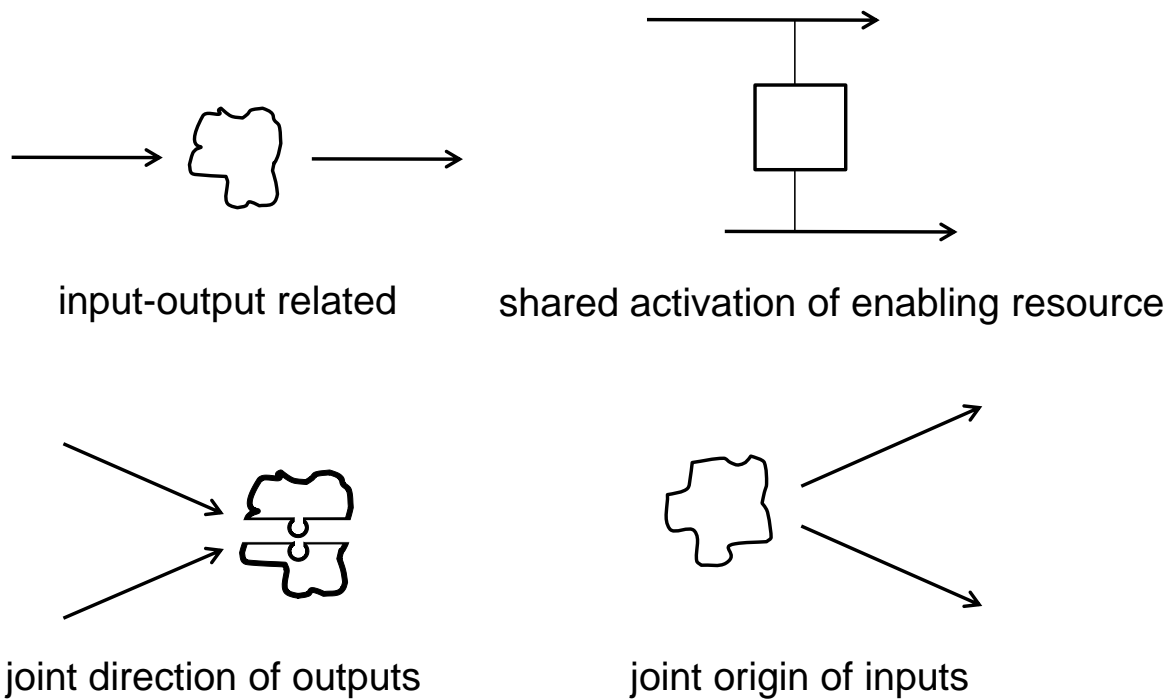 input-output related
shared activation of enabling resource
joint direction of outputs
joint origin of inputs